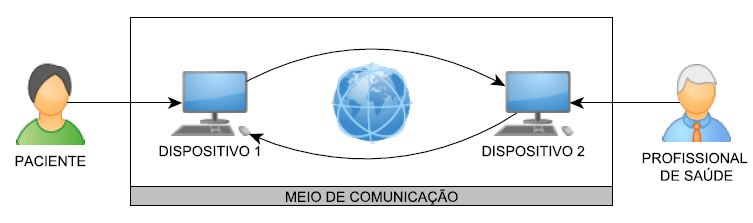 PACIENTE
DISPOSITIVO 1
DISPOSITIVO 2
PROFISSIONAL
DE SAÚDE
MEIO DE COMUNICAÇÃO